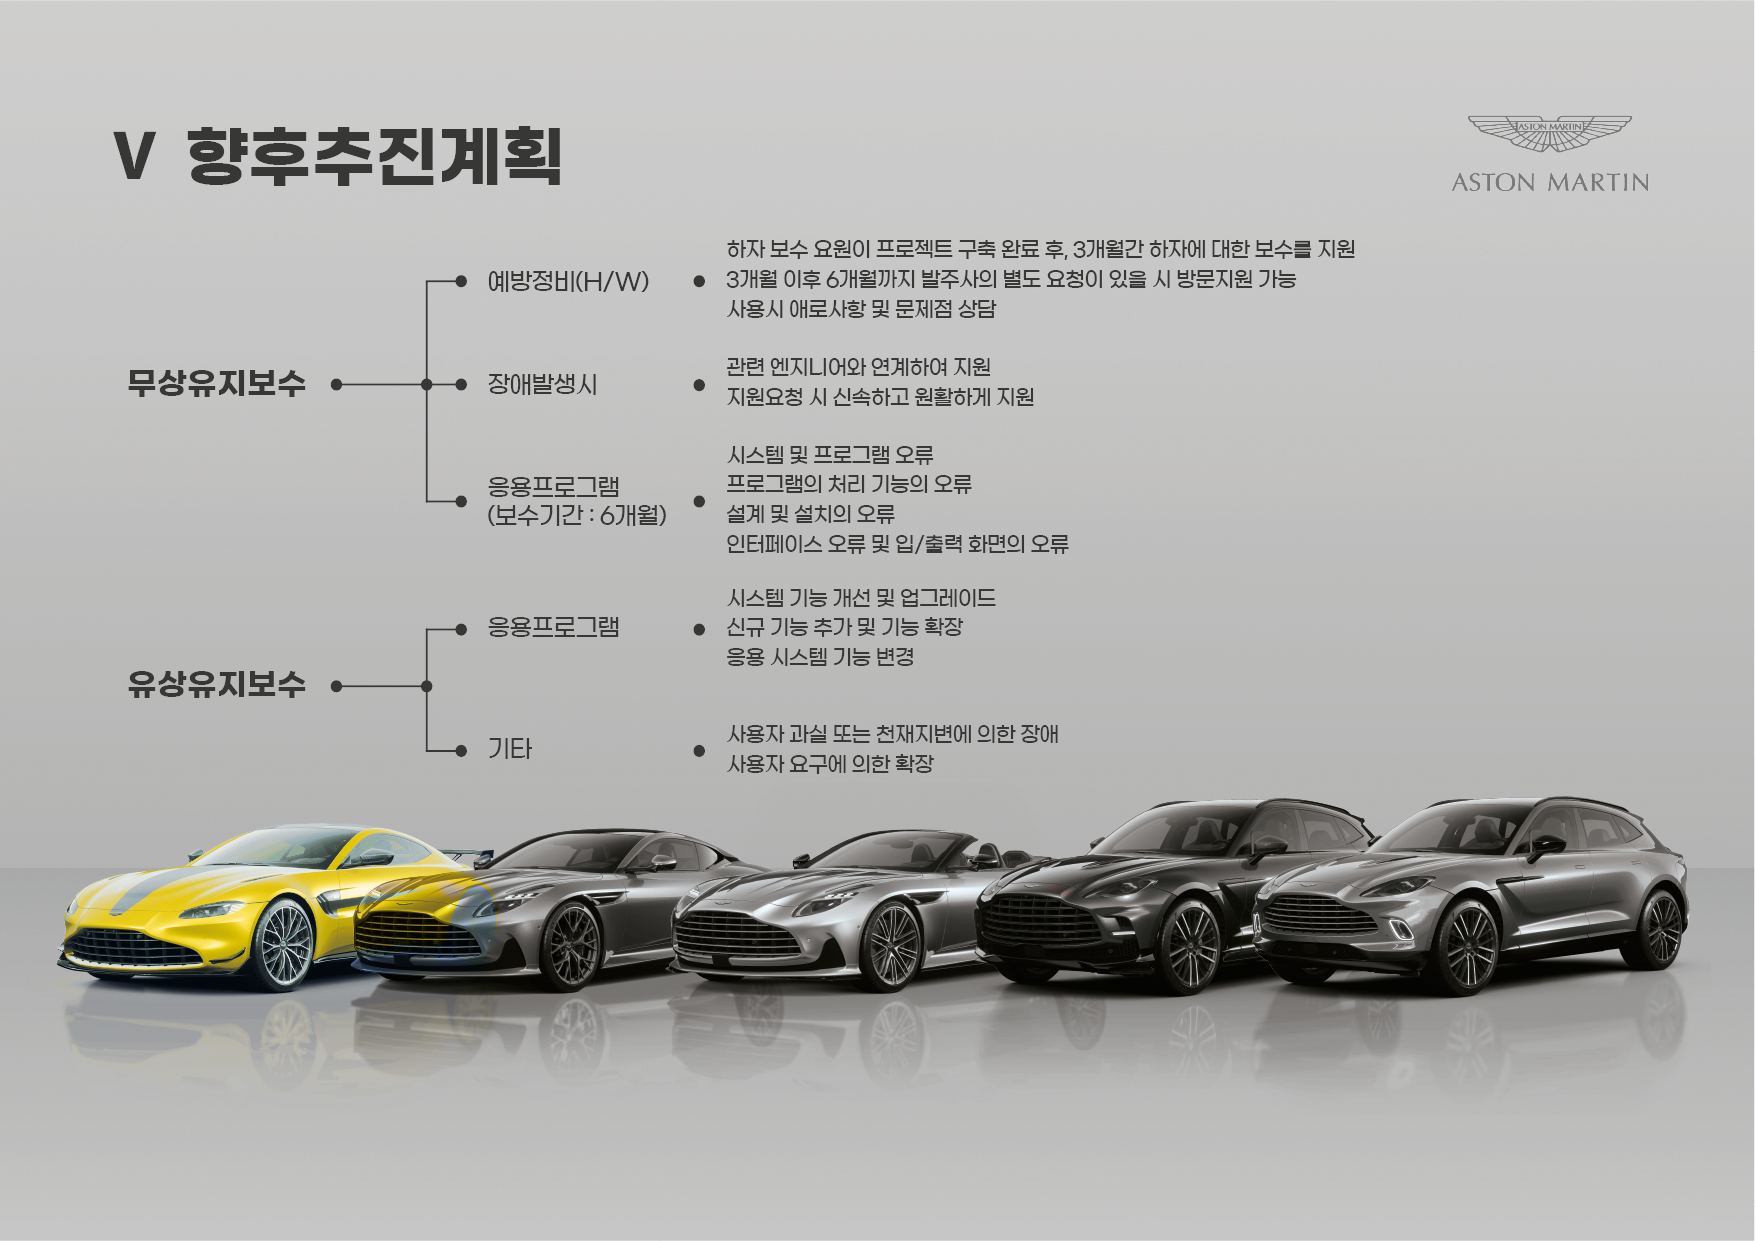 V 향후추진계획
ASTON MARTIN
ASTON MARTIN
무상유지보수
예방정비(H/W)
하자 보수 요원이 프로젝트 구축 완료 후, 3개월간 하자에 대한 보수를 지원
3개월 이후 6개월까지 발주사의 별도 요청이 있을 시 방문지원 가능
사용시 애로사항 및 문제점 상담
장애발생시
관련 엔지니어와 연계하여 지원
지원요청 시 신속하고 원활하게 지원
응용프로그램
(보수기간 : 6개월)
시스템 및 프로그램 오류
프로그램의 처리 기능의 오류
설계 및 설치의 오류
인터페이스 오류 및 입/출력 화면의 오류
유상유지보수
응용프로그램
시스템 기능 개선 및 업그레이드
신규 기능 추가 및 기능 확장
응용 시스템 기능 변경
기타
사용자 과실 또는 천재지변에 의한 장애
사용자 요구에 의한 확장